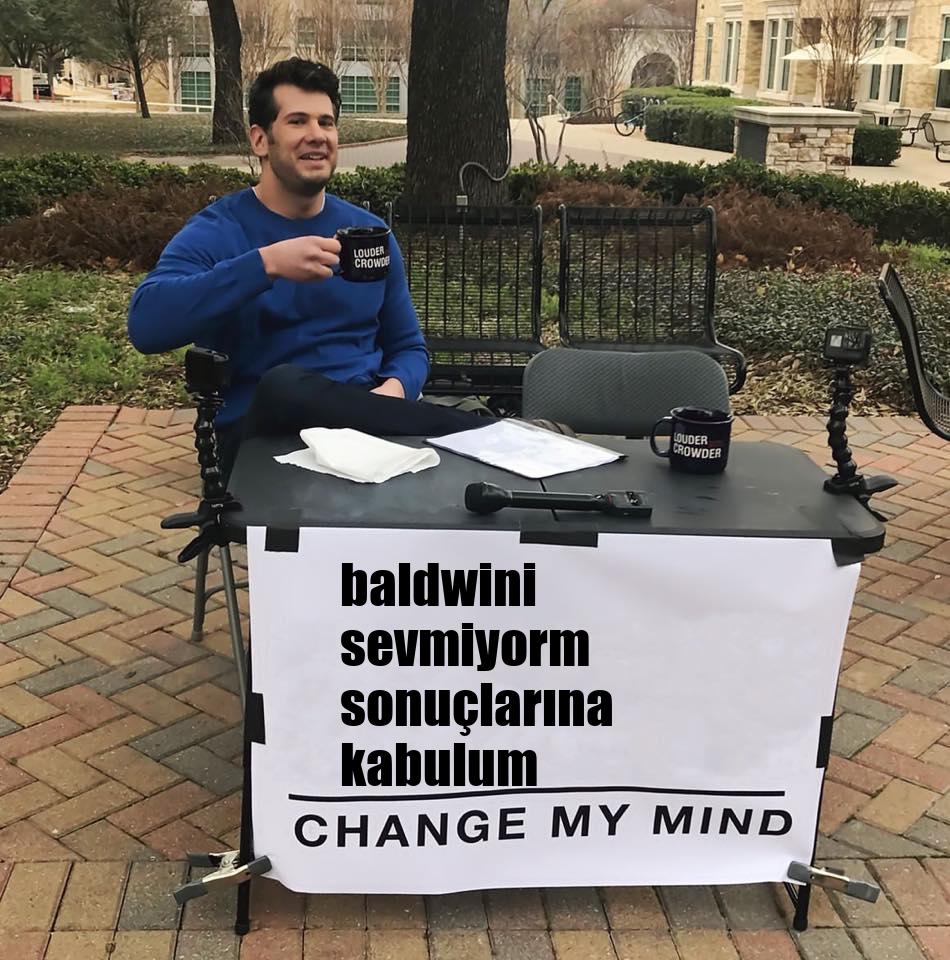 LOUDER
CROWDER
LOUDER
CROWDER
baldwini
sevmiyorm
sonuçlarına
kabulum
CHANGE MY MIND